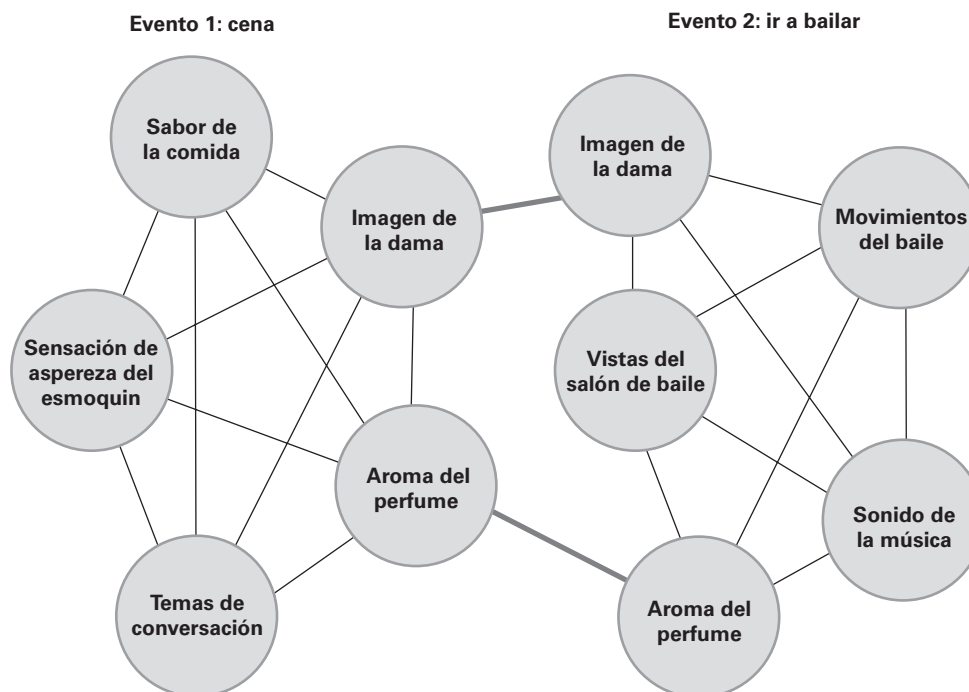 Evento 1: cena
Evento 2: ir a bailar
Sabor de
la comida
Imagen de
la dama
Sensación de
aspereza del
esmoquin
Aroma del
perfume
Temas de
conversación
Imagen de
la dama
Movimientos
del baile
Vistas del
salón de baile
Sonido de
la música
Aroma del
perfume